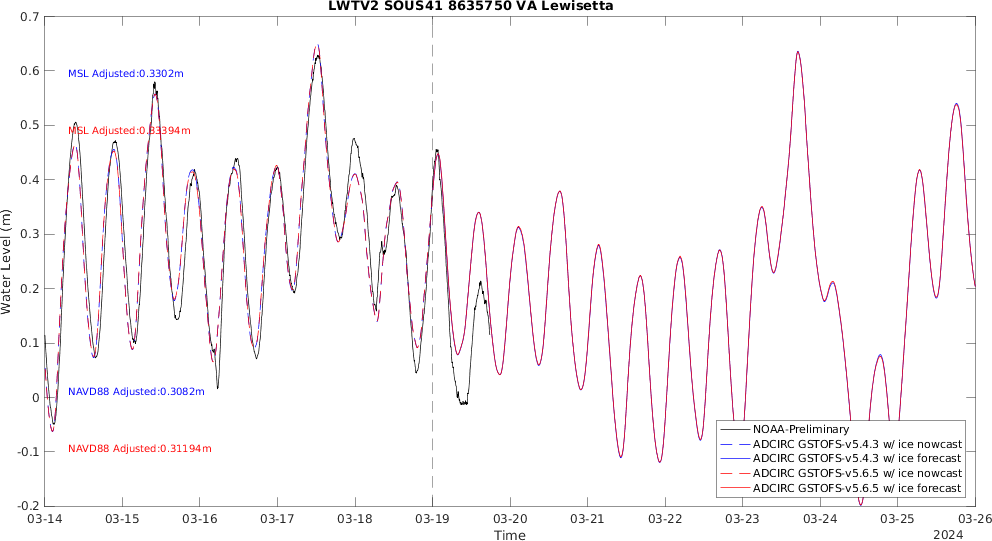 LWTV2 SOUS41 8635750 VA Lewisetta
0.7
0.6
0.5
0.4
0.3
0.2
0.1
0
-0.1
-0.2
Water Level (m)
MSL Adjusted:0.3302m
MSL Adjusted:0.33394m
NAVD88 Adjusted:0.3082m
NAVD88 Adjusted:0.31194m
NOAA-Preliminary
ADCIRC GSTOFS-v5.4.3 w/ ice nowcast
ADCIRC GSTOFS-v5.4.3 w/ ice forecast
ADCIRC GSTOFS-v5.6.5 w/ ice nowcast
ADCIRC GSTOFS-v5.6.5 w/ ice forecast
03-14 03-15 03-16 03-17 03-18 03-19 03-20 03-21 03-22 03-23 03-24 03-25 03-26
Time
2024